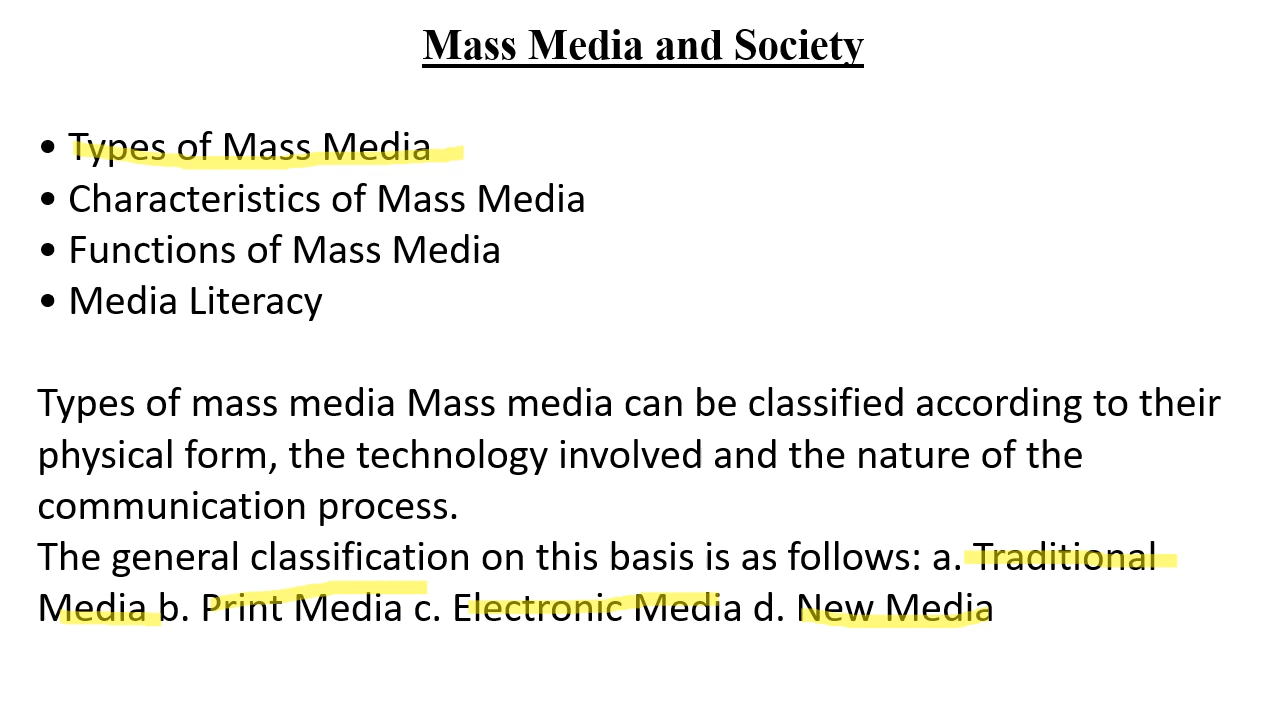 Mass Media and Society
• Types of Mass Media
• Characteristics of Mass Media
• Functions of Mass Media
• Media Literacy
Types of mass media Mass media can be classified according to their
physical form, the technology involved and the nature of the
communication process.
The general classification on this basis is as follows: a. Traditional
Media b. Print Media c. Electronic Media d. New Media